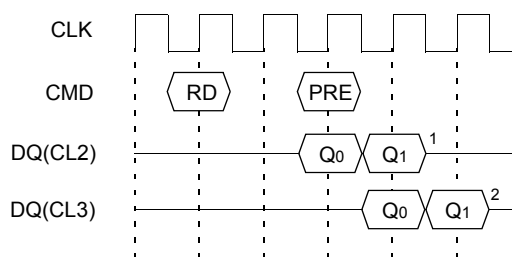 CLK
CMD RD PRE
DQ(CL2) Q0 Q1 1
DQ(CL3) Q0 Q1 2